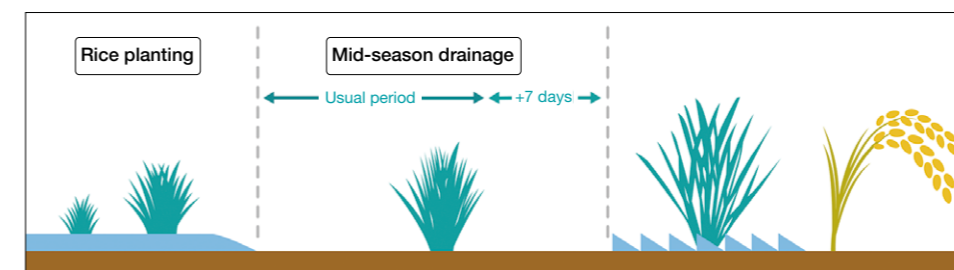 Rice planting
Mid-season drainage
Usual period
+7 days